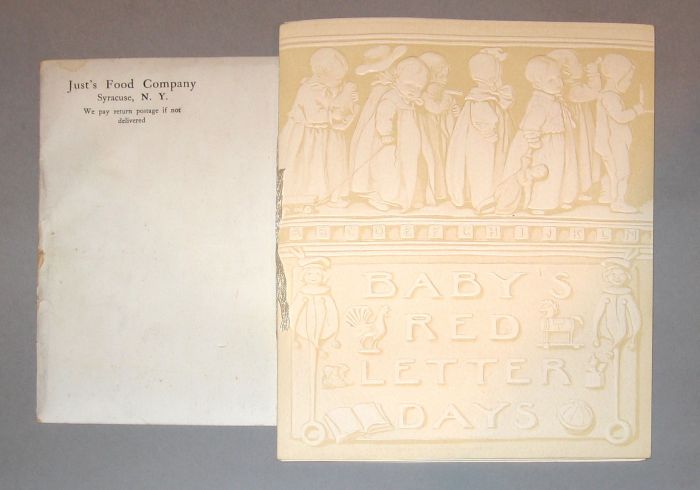 Just's Food Company
Syracuse, N. Y.
We pay return postage if not
delivered
A B C D E F G H I J K L M
BABY'S
RED
LETTER
DAYS